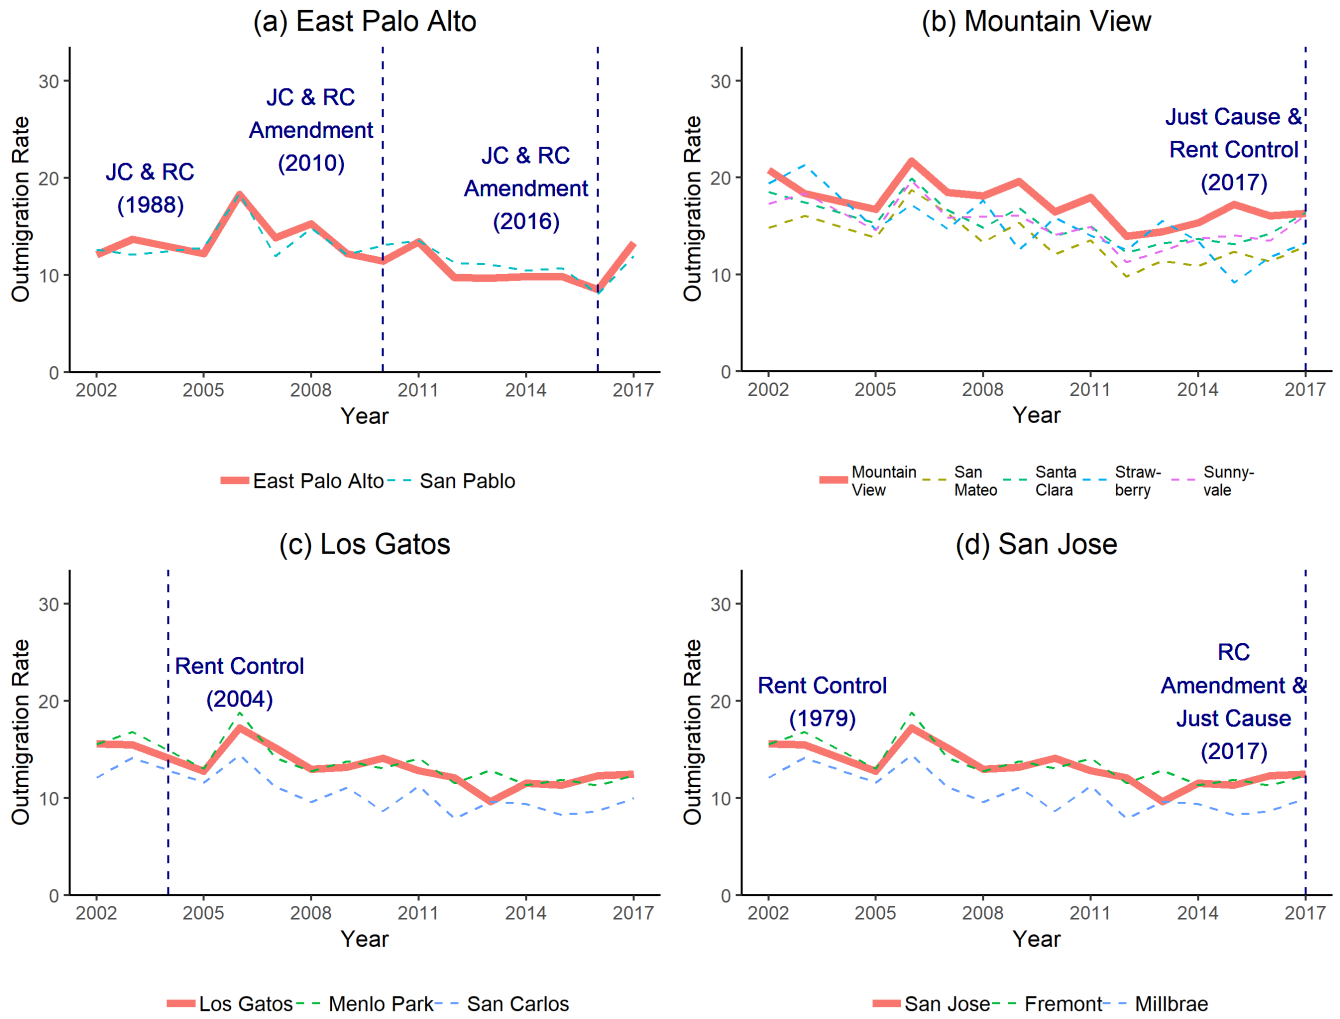 (a) East Palo Alto
Outmigration Rate
30
20
10
0
JC & RC
(1988)
JC & RC
Amendment
(2010)
JC & RC
Amendment
(2016)
2002 2005 2008 2011 2014 2017
Year
East Palo Alto San Pablo
(b) Mountain View
Outmigration Rate
30
20
10
0
Just Cause &
Rent Control
(2017)
2002 2005 2008 2011 2014 2017
Year
Mountain View San Mateo Santa Clara Straw-berry Sunny-vale
(c) Los Gatos
Outmigration Rate
30
20
10
0
Rent Control
(2004)
2002 2005 2008 2011 2014 2017
Year
Los Gatos Menlo Park San Carlos
(d) San Jose
Outmigration Rate
30
20
10
0
Rent Control
(1979)
RC
Amendment &
Just Cause
(2017)
2002 2005 2008 2011 2014 2017
Year
San Jose Fremont Millbrae